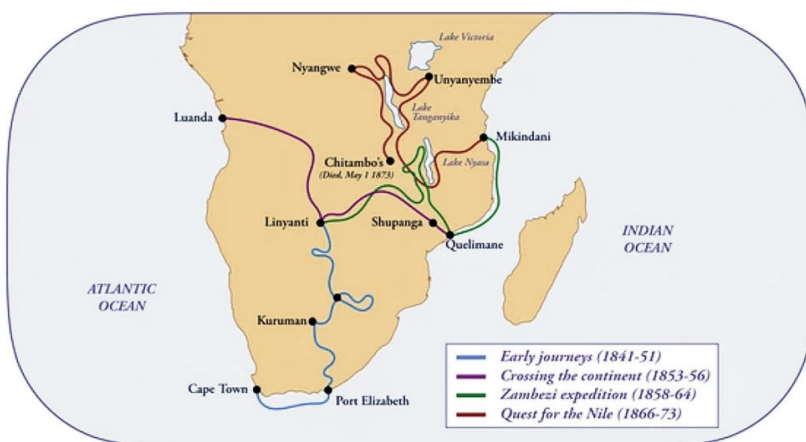 Lake Victoria
Nyangwe
Unyanyembe
Lake
Tanganyika
Luanda
Mikindani
Chitambo's
(Died, May 1 1873)
Lake Nyasa
Linyanti
Shupanga
Quelimane
INDIAN
OCEAN
ATLANTIC
OCEAN
Kuruman
Cape Town
Port Elizabeth
Early journeys (1841-51)
Crossing the continent (1853-56)
Zambezi expedition (1858-64)
Quest for the Nile (1866-73)